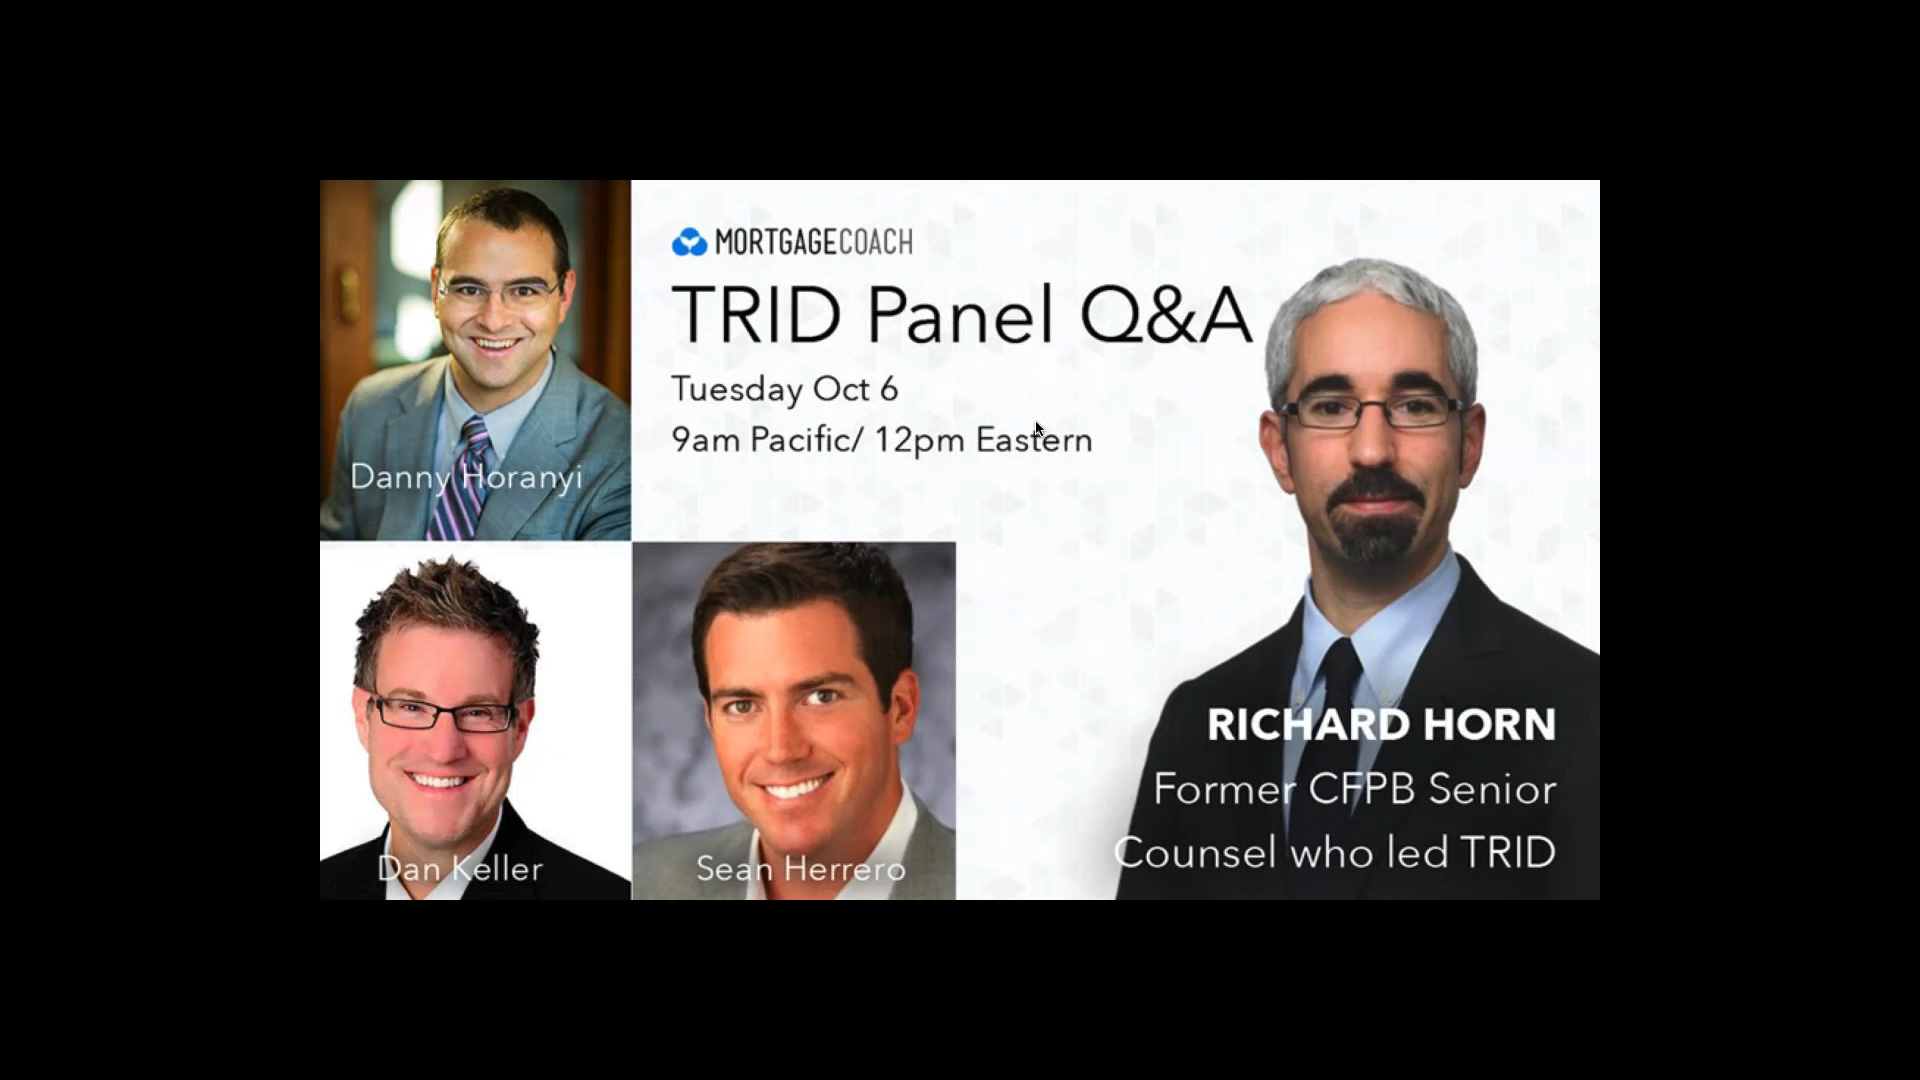 MORTGAGECOACH
TRID Panel Q&A
Tuesday Oct 6
9am Pacific/ 12pm Eastern
Danny Horanyi
Dan Keller
Sean Herrero
RICHARD HORN
Former CFPB Senior
Counsel who led TRID